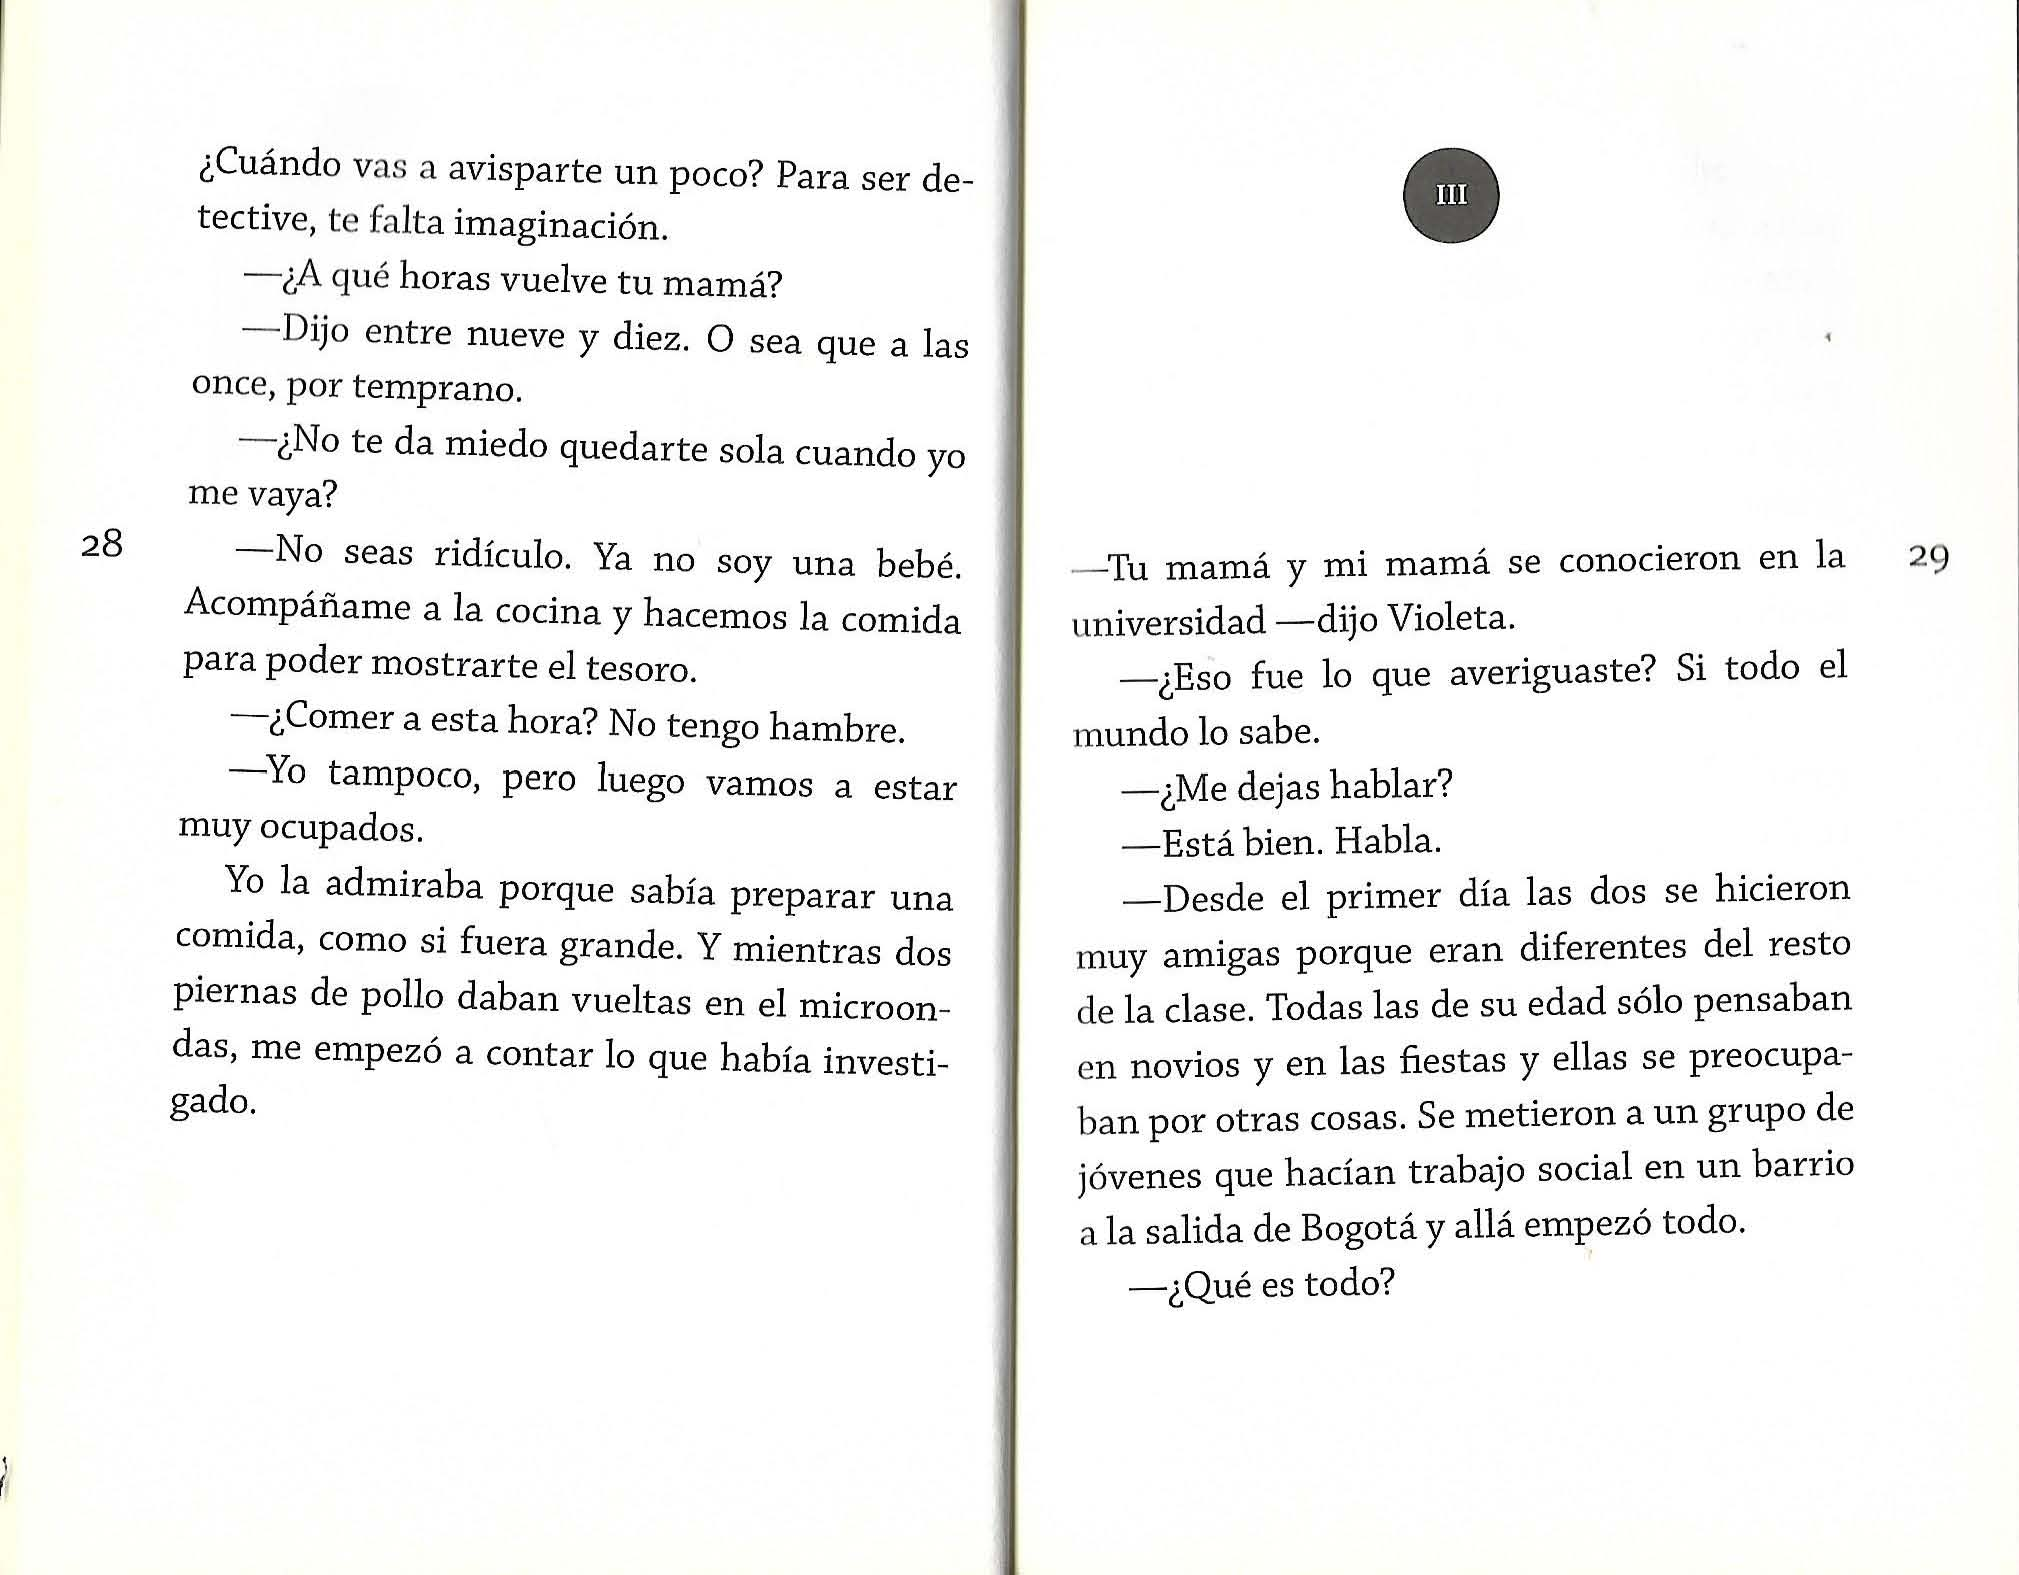 ¿Cuándo vas a avisparte un poco? Para ser de-
tective, te falta imaginación.
—¿A qué horas vuelve tu mamá?
—Dijo entre nueve y diez. O sea que a las
once, por temprano.
—¿No te da miedo quedarte sola cuando yo
me vaya?
28
—No seas ridículo. Ya no soy una bebé.
Acompáñame a la cocina y hacemos la comida
para poder mostrarte el tesoro.
—¿Comer a esta hora? No tengo hambre.
—Yo tampoco, pero luego vamos a estar
muy ocupados.
Yo la admiraba porque sabía preparar una
comida, como si fuera grande. Y mientras dos
piernas de pollo daban vueltas en el microon-
das, me empezó a contar lo que había investi-
gado.
III
—Tu mamá y mi mamá se conocieron en la
29
universidad —dijo Violeta.
—¿Eso fue lo que averiguaste? Si todo el
mundo lo sabe.
—¿Me dejas hablar?
—Está bien. Habla.
—Desde el primer día las dos se hicieron
muy amigas porque eran diferentes del resto
de la clase. Todas las de su edad sólo pensaban
en novios y en las fiestas y ellas se preocupa-
ban por otras cosas. Se metieron a un grupo de
jóvenes que hacían trabajo social en un barrio
a la salida de Bogotá y allá empezó todo.
—¿Qué es todo?